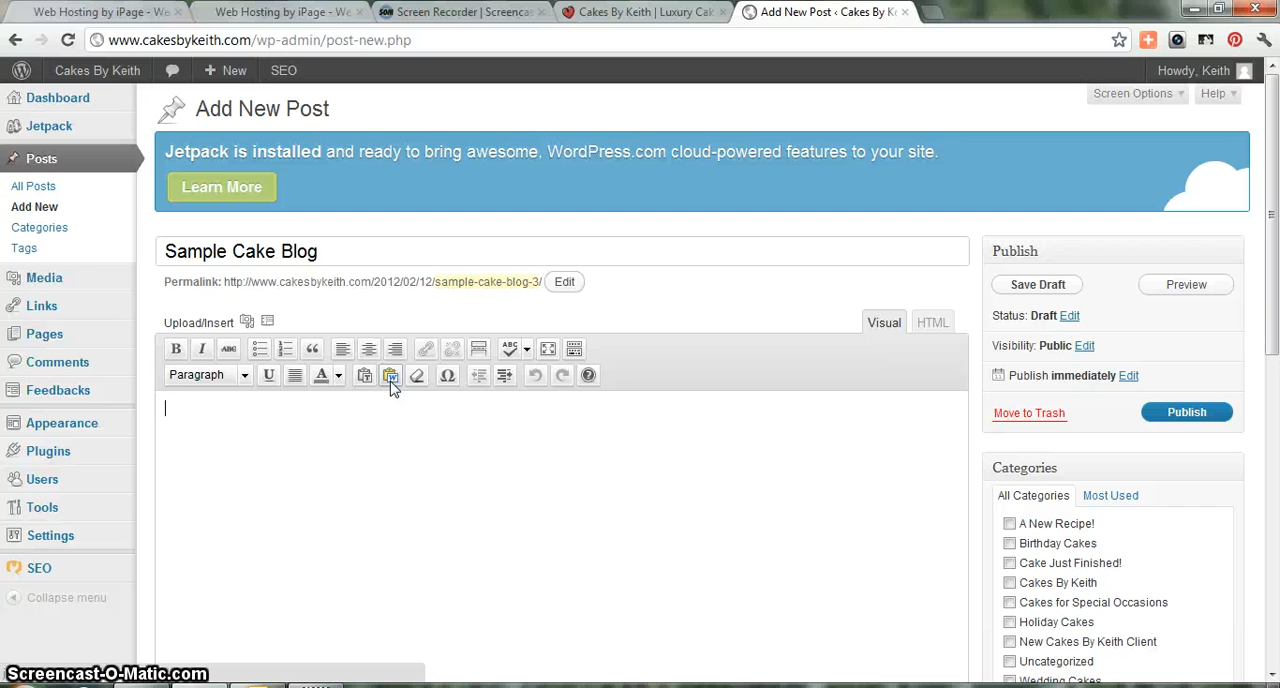 Web Hosting by iPage - We
Web Hosting by iPage - We
Screen Recorder | Screencas
Cakes By Keith | Luxury Cak
Add New Post ‹ Cakes By Ke
www.cakesbykeith.com/wp-admin/post-new.php
Cakes By Keith
New
SEO
Howdy, Keith
Dashboard
Jetpack
Posts
All Posts
Add New
Categories
Tags
Media
Links
Pages
Comments
Feedbacks
Appearance
Plugins
Users
Tools
Settings
SEO
Collapse menu
Add New Post
Screen Options
Help
Jetpack is installed and ready to bring awesome, WordPress.com cloud-powered features to your site.
Learn More
Sample Cake Blog
Permalink: http://www.cakesbykeith.com/2012/02/12/sample-cake-blog-3/ Edit
Upload/Insert
Visual
HTML
B I ABC
ABC
Paragraph
U
A
Ω
Publish
Save Draft
Preview
Status: Draft Edit
Visibility: Public Edit
Publish immediately Edit
Move to Trash
Publish
Categories
All Categories
Most Used
A New Recipe!
Birthday Cakes
Cake Just Finished!
Cakes By Keith
Cakes for Special Occasions
Holiday Cakes
New Cakes By Keith Client
Uncategorized
Wedding Cakes
Screencast-O-Matic.com